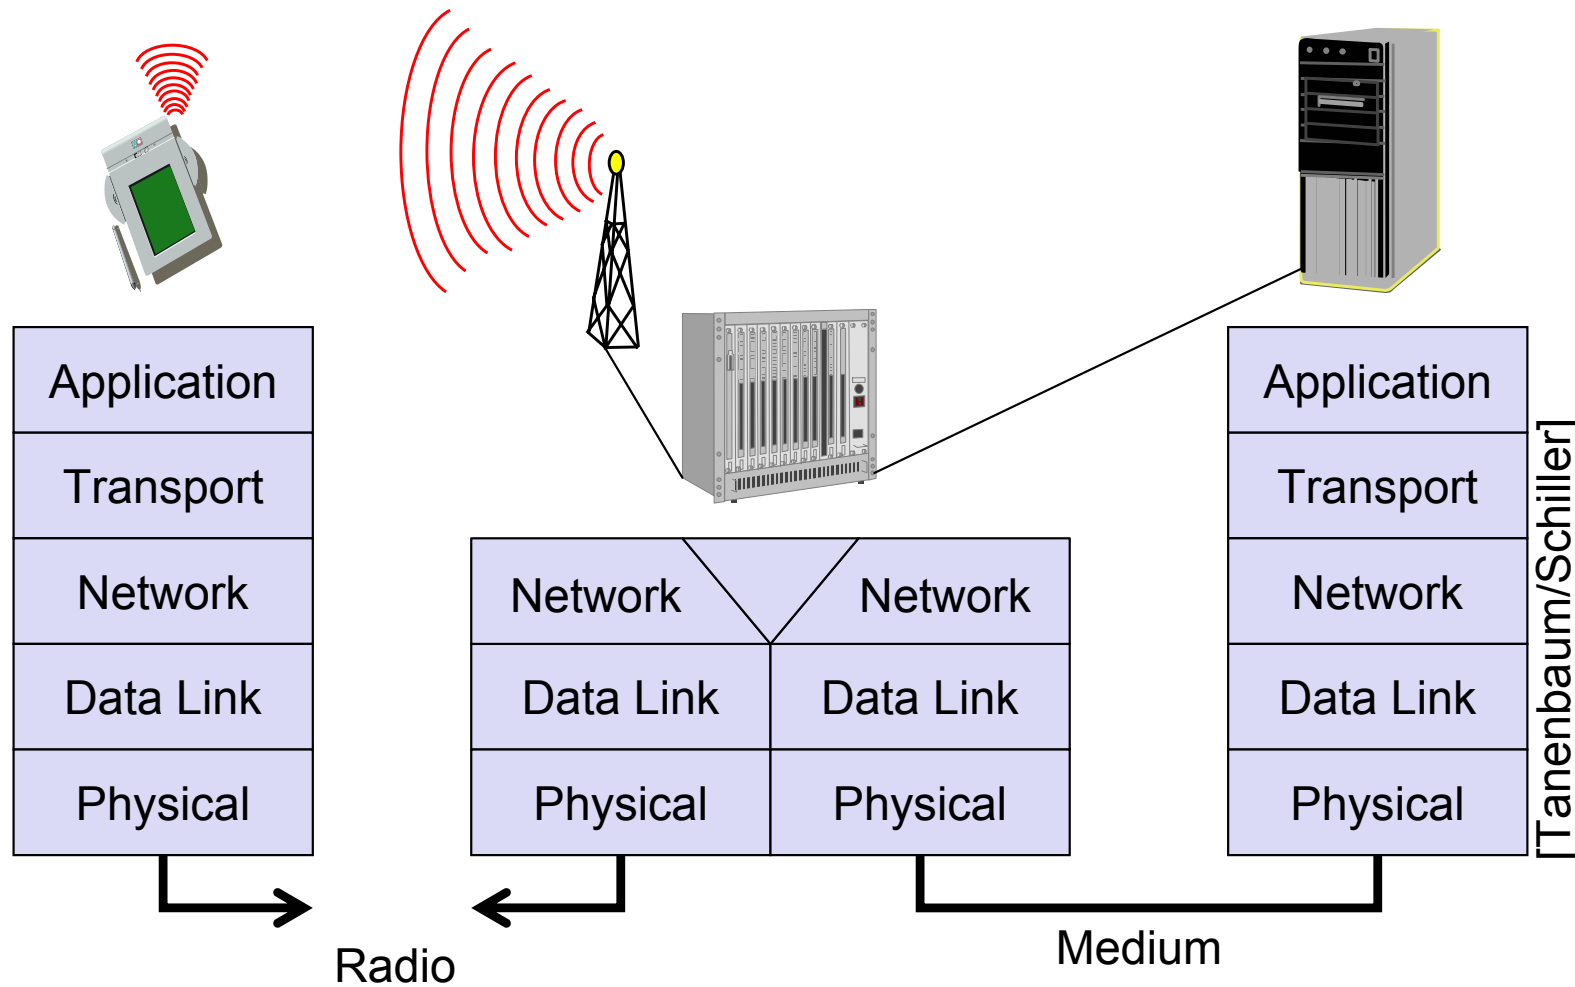 Application
Transport
Network
Data Link
Physical
Network
Network
Data Link
Data Link
Physical
Physical
Application
Transport
Network
Data Link
Physical
Radio
Medium
[Tanenbaum/Schiller]